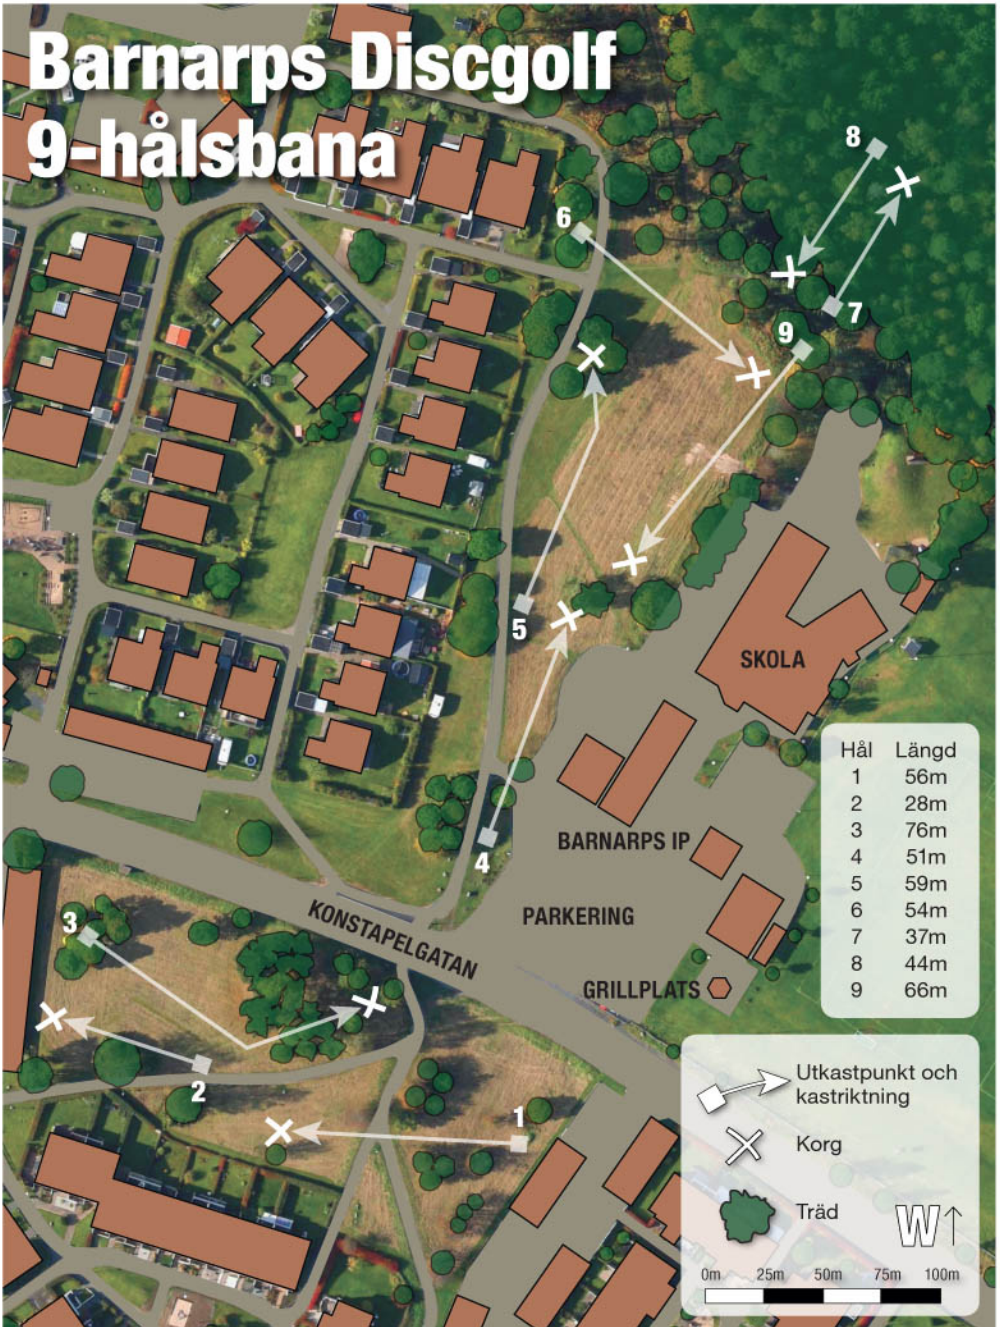 Barnarps Discgolf
9-hålsbana
8
6
7
9
5
SKOLA
Hål Längd
1 56m
2 28m
3 76m
4 51m
5 59m
6 54m
7 37m
8 44m
9 66m
BARNARPS IP
4
PARKERING
KONSTAPELGATAN
3
GRILLPLATS
2
1
Utkastpunkt och
kastriktning
Korg
Träd
W
0m 25m 50m 75m 100m